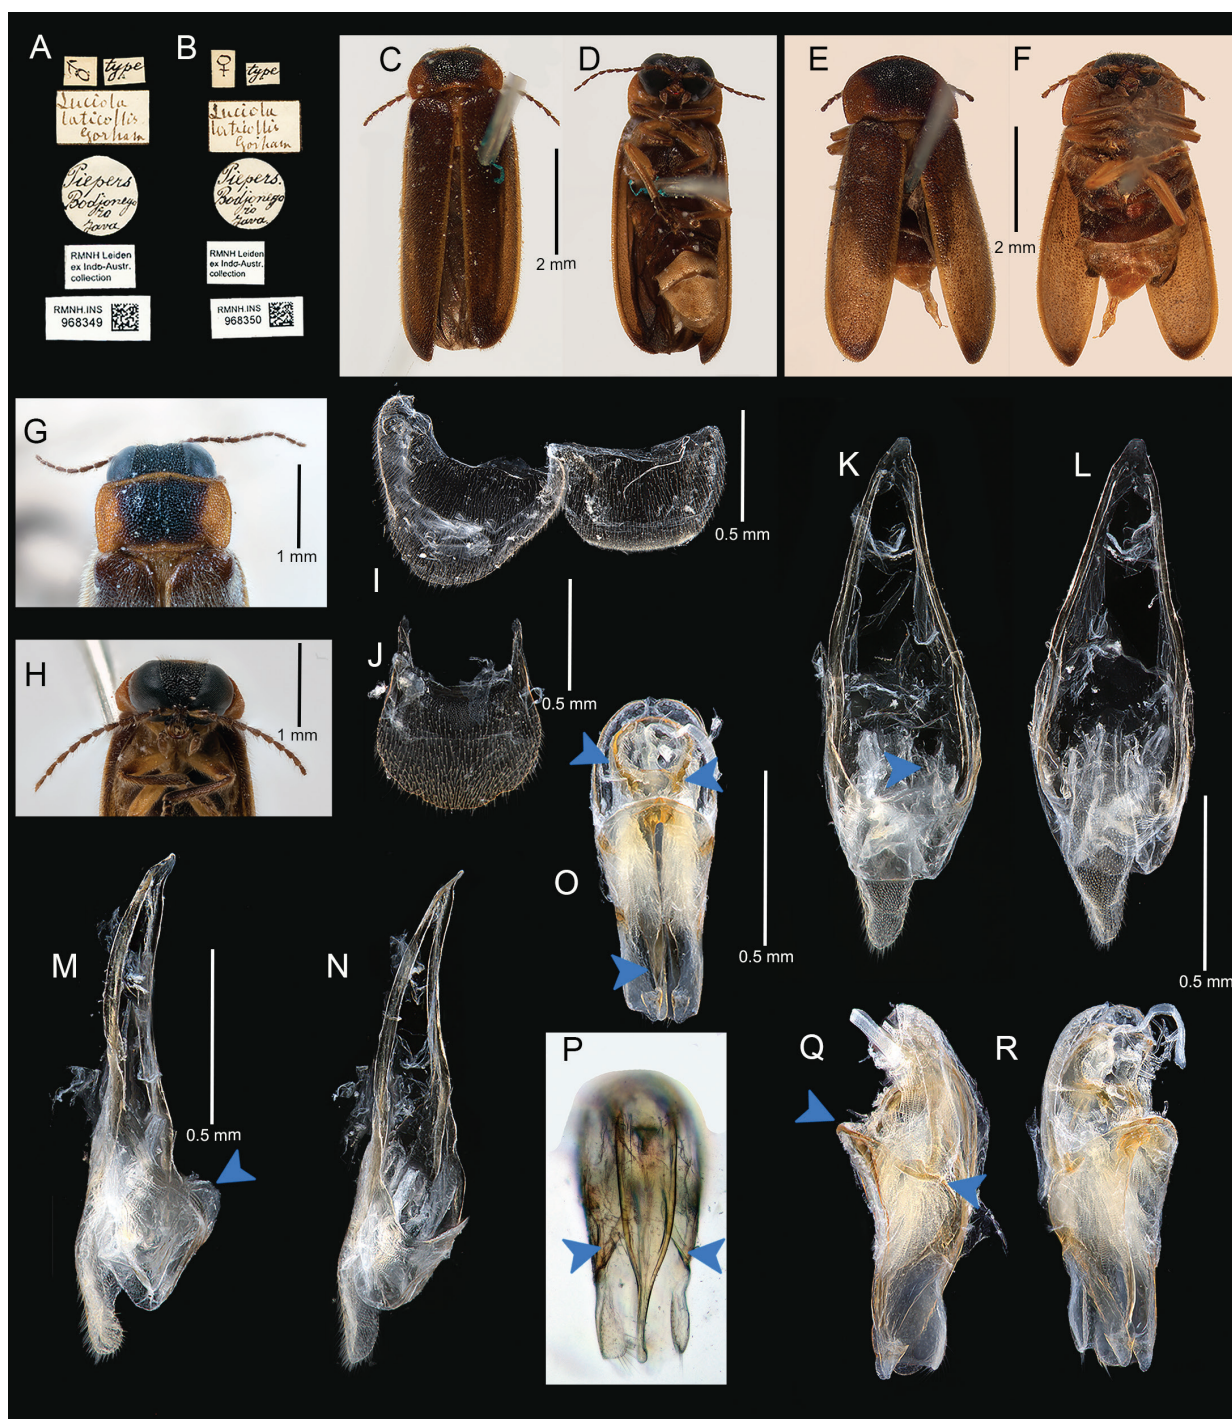 A
♂ type
Luciola
laticollis
Gorham
Piepers
Bodjonego
ro
Java
RMNH Leiden
ex Indo-Austr.
collection
RMNH.INS
968349
B
♀ type
Luciola
laticollis
Gorham
Piepers.
Bodjonego
ro
Java
RMNH Leiden
ex Indo-Austr.
collection
RMNH.INS
968350
C
D
2 mm
E
F
2 mm
G
1 mm
H
1 mm
I
0.5 mm
J
0.5 mm
K
L
0.5 mm
M
N
0.5 mm
O
0.5 mm
P
Q
R